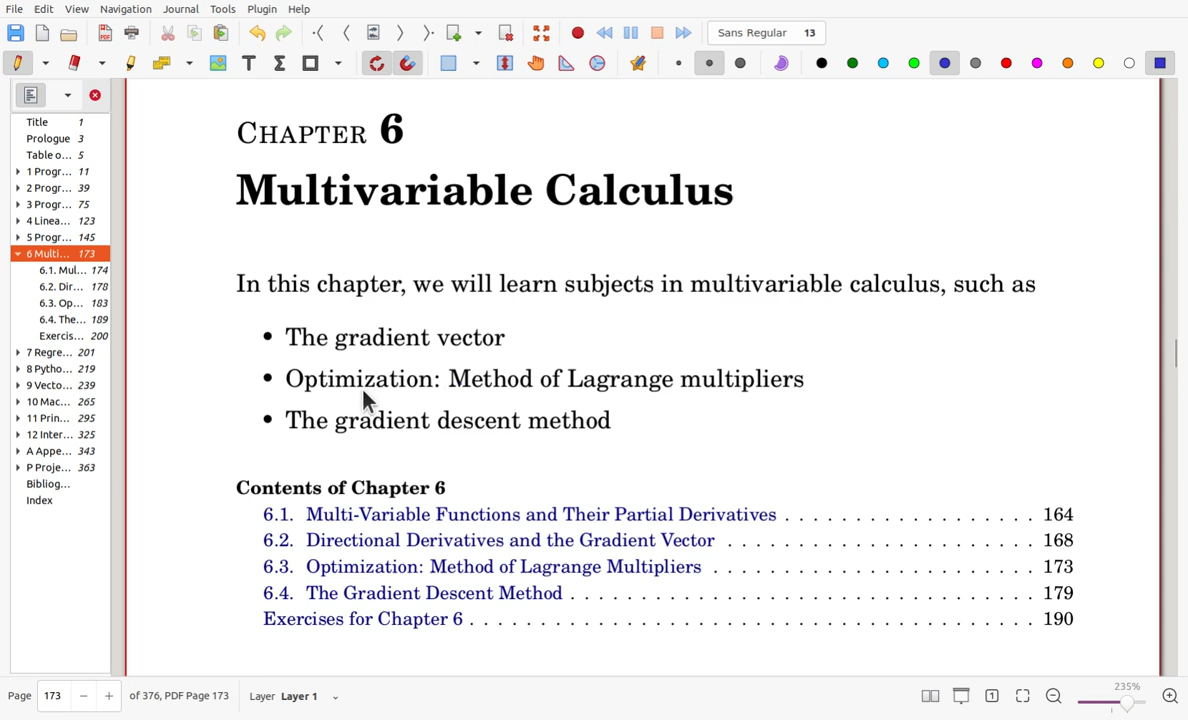 File Edit View Navigation Journal Tools Plugin Help
Sans Regular 13
Title 1
Prologue 3
Table o... 5
1 Progr... 11
2 Progr... 39
3 Progr... 75
4 Linea... 123
5 Progr... 145
6 Multi... 173
6.1. Mul... 174
6.2. Dir... 178
6.3. Op... 183
6.4. The... 189
Exercis... 200
7 Regre... 201
8 Pytho... 219
9 Vecto... 239
10 Mac... 265
11 Prin... 295
12 Inter... 325
A Appe... 343
P Proje... 363
Bibliog...
Index
CHAPTER 6
Multivariable Calculus
In this chapter, we will learn subjects in multivariable calculus, such as
• The gradient vector
• Optimization: Method of Lagrange multipliers
• The gradient descent method
Contents of Chapter 6
6.1. Multi-Variable Functions and Their Partial Derivatives . . . . . . . . . . . . . . . . . 164
6.2. Directional Derivatives and the Gradient Vector . . . . . . . . . . . . . . . . . . . . 168
6.3. Optimization: Method of Lagrange Multipliers . . . . . . . . . . . . . . . . . . . . . 173
6.4. The Gradient Descent Method . . . . . . . . . . . . . . . . . . . . . . . . . . . . 179
Exercises for Chapter 6 . . . . . . . . . . . . . . . . . . . . . . . . . . . . . . . . . 190
Page 173 − + of 376, PDF Page 173 Layer Layer 1 235%